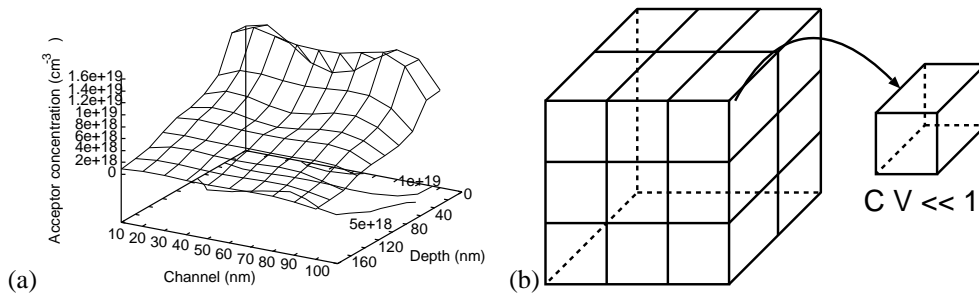 Acceptor concentration (cm-3)
1.6e+19
1.4e+19
1.2e+19
1e+19
8e+18
6e+18
4e+18
2e+18
0
10 20 30 40 50 60 70 80 90 100
Channel (nm)
160 120 80 40 0
Depth (nm)
1e+19
5e+18
(a)
(b)
C V << 1